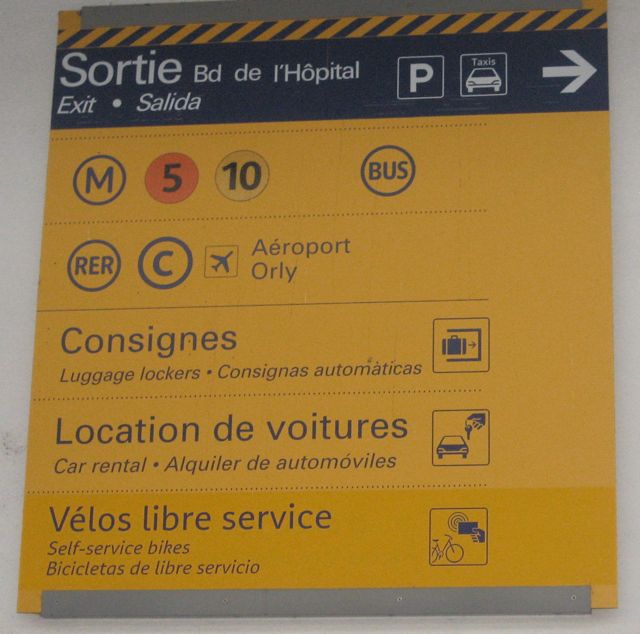 Sortie Bd de l'Hôpital P Taxis
Exit • Salida
M 5 10 BUS
RER C Aéroport
Orly
Consignes
Luggage lockers • Consignas automàticas
Location de voitures
Car rental • Alquiler de automóviles
Vélos libre service
Self-service bikes
Bicicletas de libre servicio